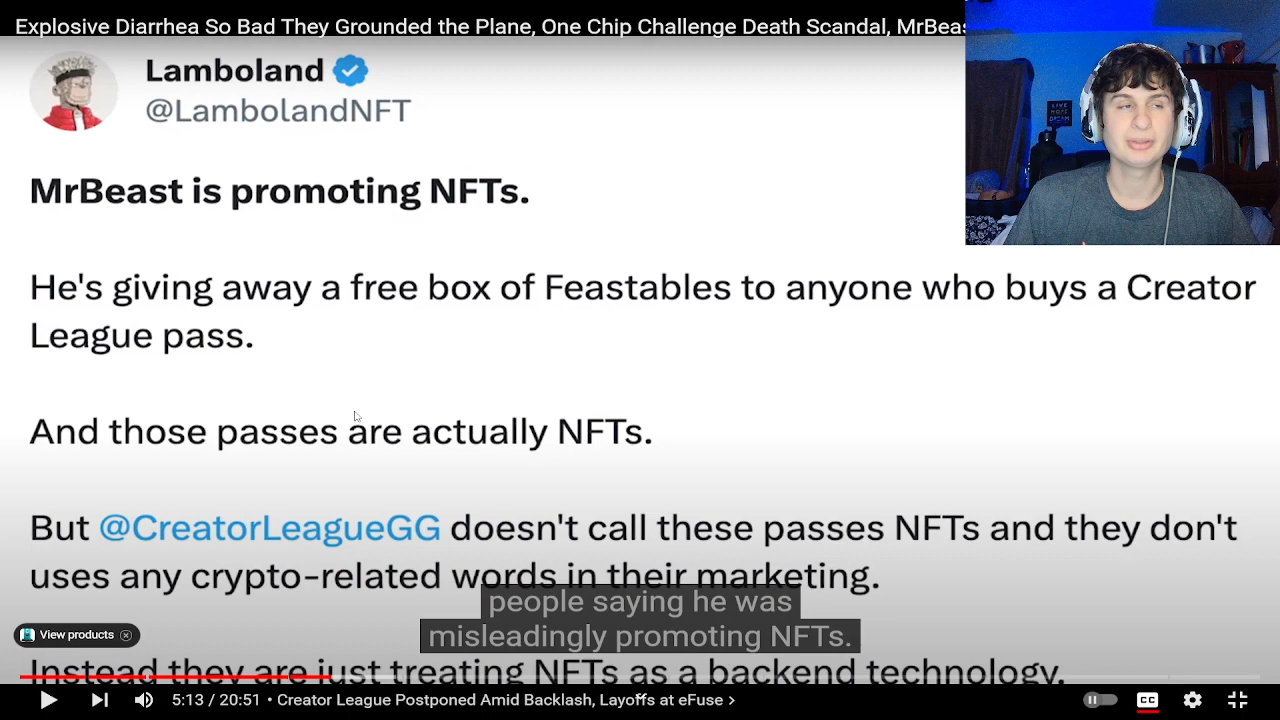 Explosive Diarrhea So Bad They Grounded the Plane, One Chip Challenge Death Scandal, MrBeas
Lamboland
@LambolandNFT
MrBeast is promoting NFTs.
He's giving away a free box of Feastables to anyone who buys a Creator
League pass.
And those passes are actually NFTs.
But @CreatorLeagueGG doesn't call these passes NFTs and they don't
uses any crypto-related words in their marketing.
people saying he was
misleadingly promoting NFTs.
View products
Instead they are just treating NFTs as a backend technology.
5:13 / 20:51 • Creator League Postponed Amid Backlash, Layoffs at eFuse >
CC
LIVE
HOPE
DREAM